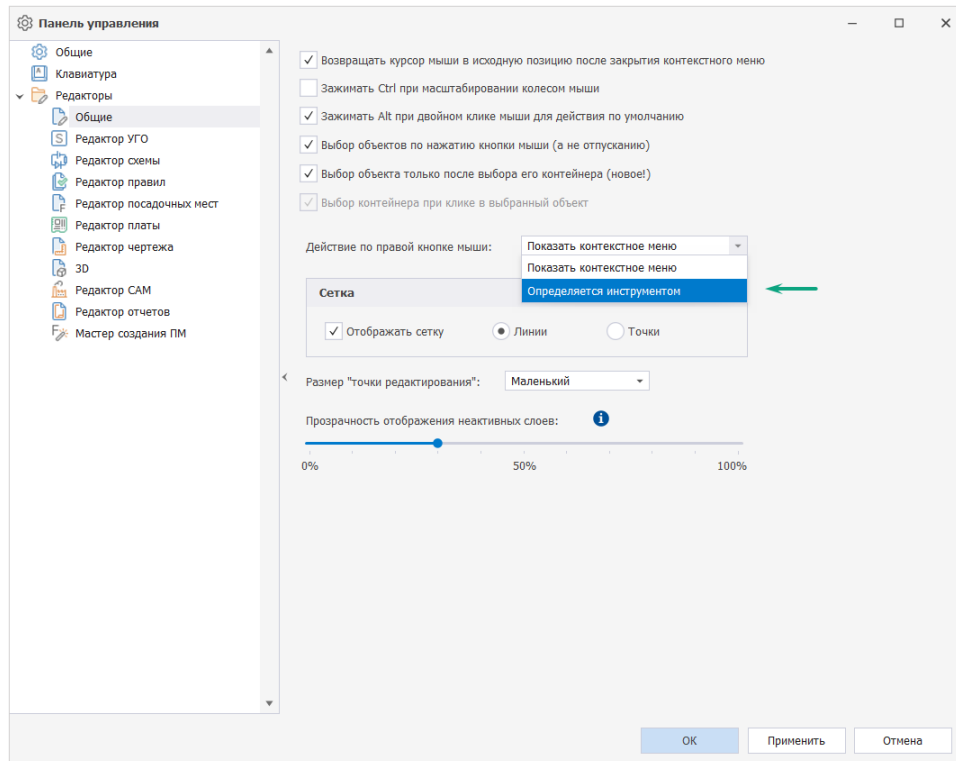 Панель управления
Общие
Клавиатура
Редакторы
Общие
Редактор УГО
Редактор схемы
Редактор правил
Редактор посадочных мест
Редактор платы
Редактор чертежа
3D
Редактор CAM
Редактор отчетов
Мастер создания ПМ
Возвращать курсор мыши в исходную позицию после закрытия контекстного меню
Зажимать Ctrl при масштабировании колесом мыши
Зажимать Alt при двойном клике мыши для действия по умолчанию
Выбор объектов по нажатию кнопки мыши (а не отпусканию)
Выбор объекта только после выбора его контейнера (новое!)
Выбор контейнера при клике в выбранный объект
Действие по правой кнопке мыши: Показать контекстное меню
Показать контекстное меню
Определяется инструментом
Сетка
Отображать сетку Линии Точки
Размер "точки редактирования": Маленький
Прозрачность отображения неактивных слоев:
0% 50% 100%
ОК Применить Отмена